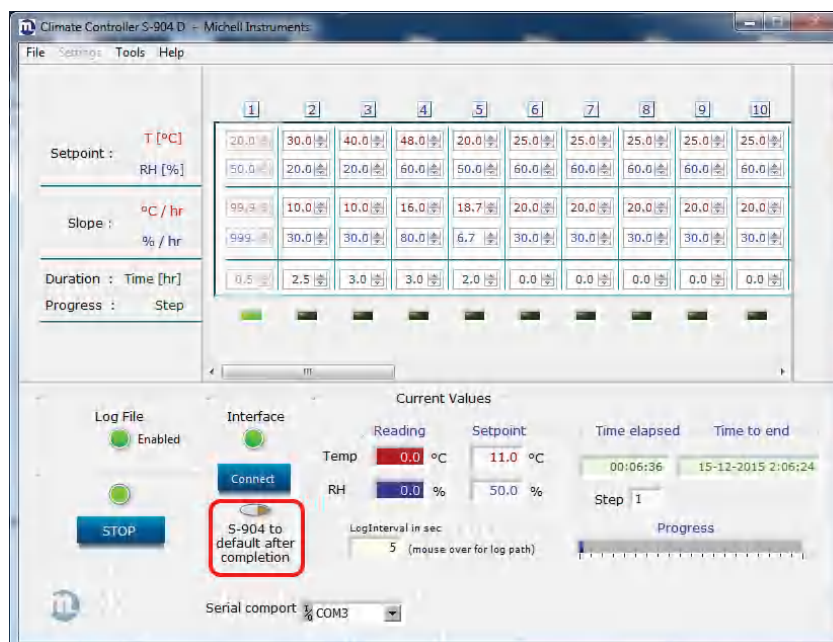 Climate Controller S-904 D - Michell Instruments
File Settings Tools Help
1 2 3 4 5 6 7 8 9 10
Setpoint :
T [ºC] 20.0 30.0 40.0 48.0 20.0 25.0 25.0 25.0 25.0 25.0
RH [%] 50.0 20.0 20.0 60.0 50.0 60.0 60.0 60.0 60.0 60.0
Slope :
ºC / hr 99.9 10.0 10.0 16.0 18.7 20.0 20.0 20.0 20.0 20.0
% / hr 999. 30.0 30.0 80.0 6.7 30.0 30.0 30.0 30.0 30.0
Duration : Time [hr] 0.5 2.5 3.0 3.0 2.0 0.0 0.0 0.0 0.0 0.0
Progress : Step
Current Values
Log File
Enabled
STOP
Interface
Connect
S-904 to
default after
completion
Reading Setpoint
Temp 0.0 ºC 11.0 ºC
RH 0.0 % 50.0 %
LogInterval in sec
5 (mouse over for log path)
Time elapsed Time to end
00:06:36 15-12-2015 2:06:24
Step 1
Progress
Serial comport COM3